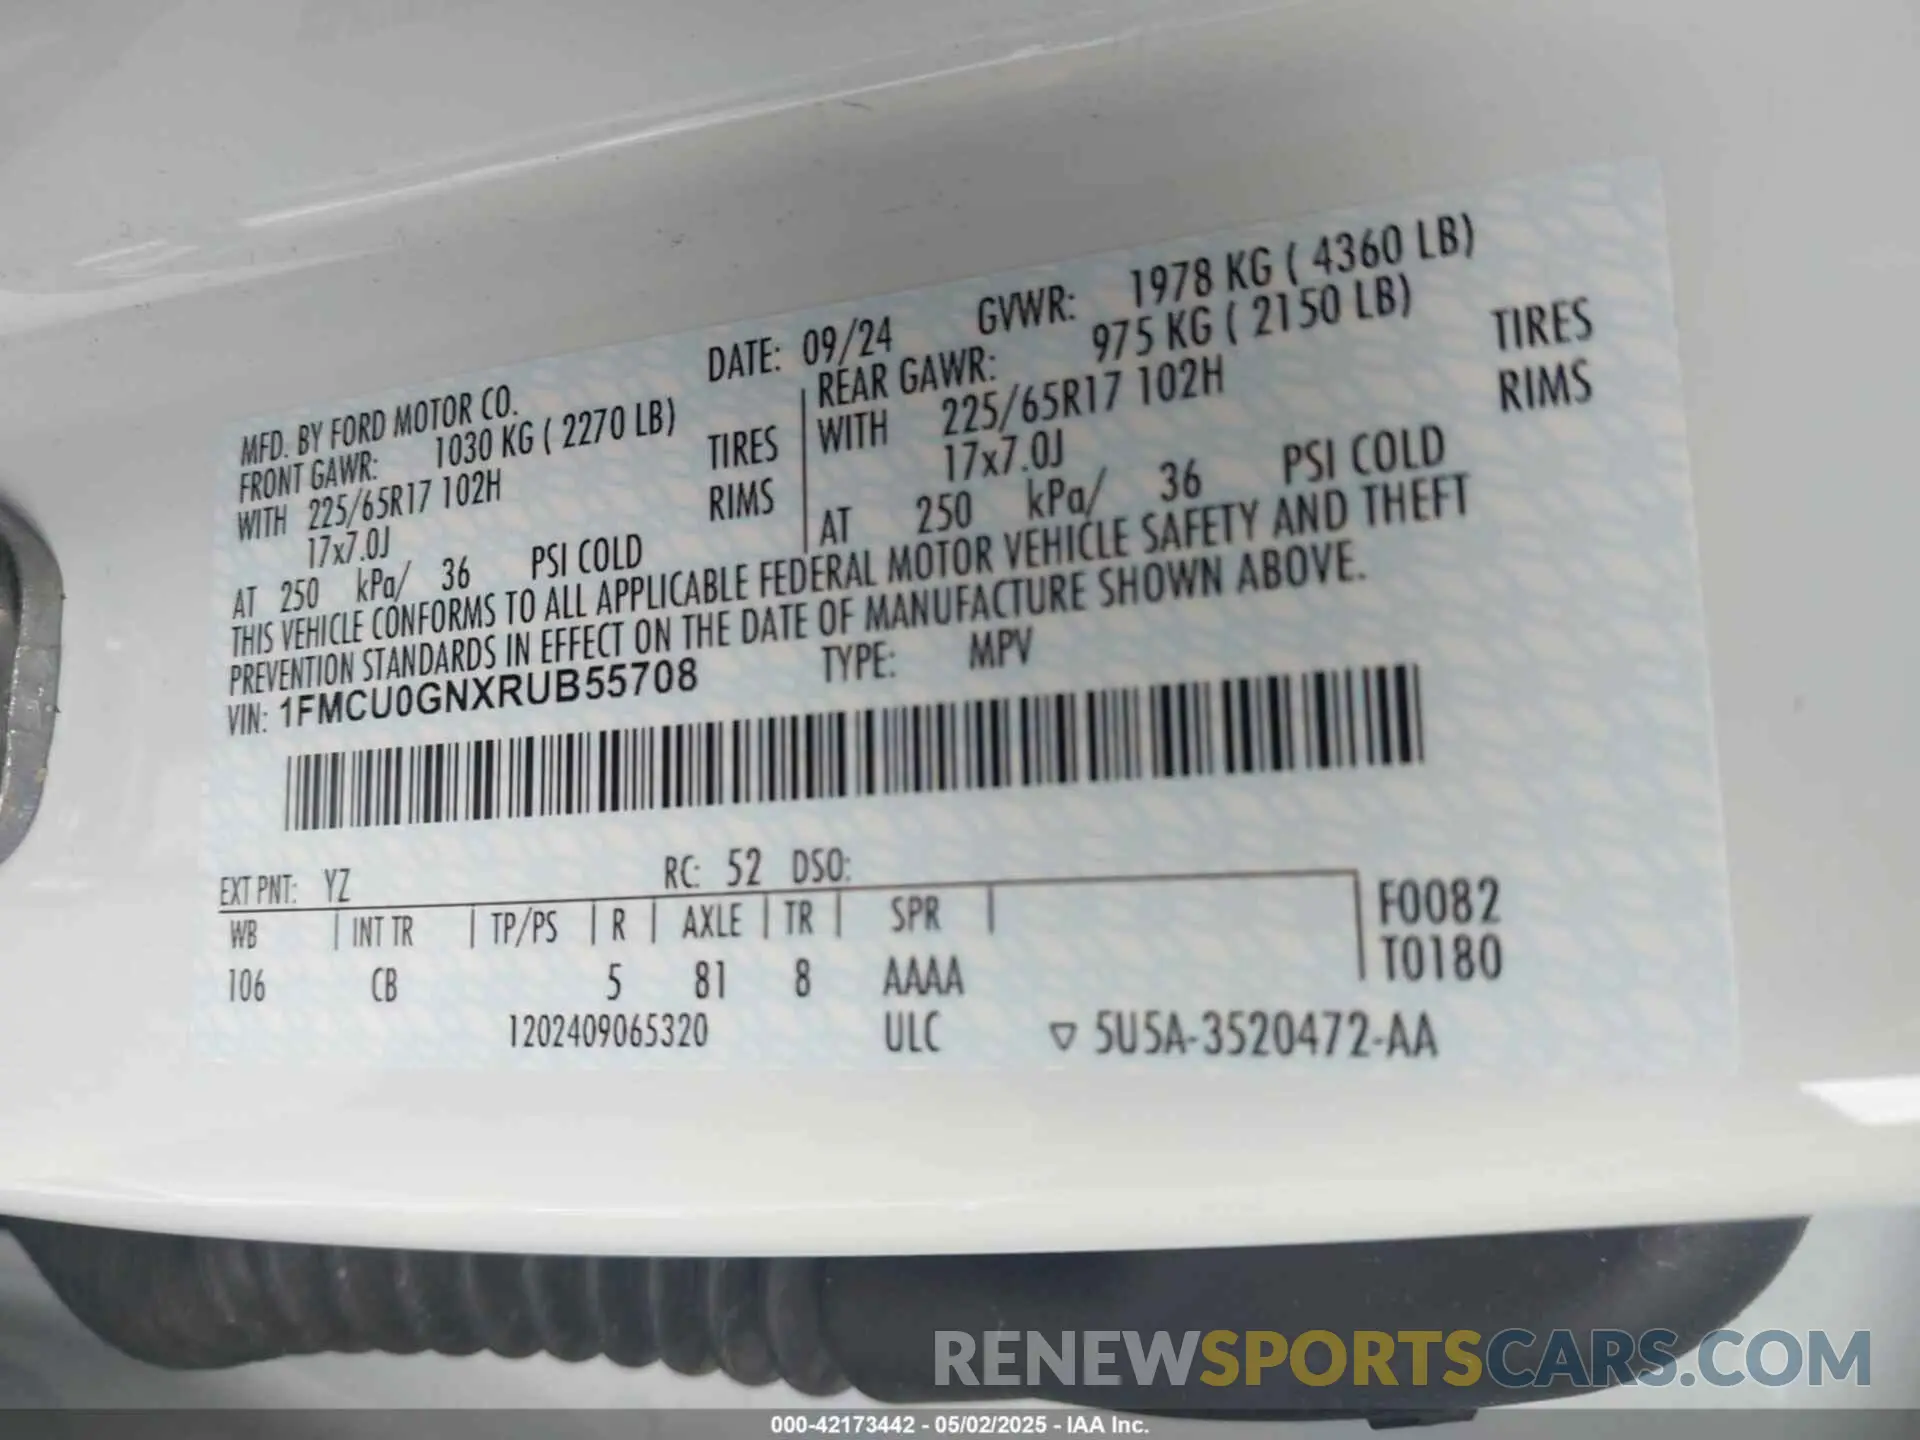 MFD. BY FORD MOTOR CO.
DATE: 09/24
GVWR: 1978 KG ( 4360 LB)
FRONT GAWR: 1030 KG ( 2270 LB)
WITH 225/65R17 102H TIRES
17x7.0J RIMS
AT 250 kPa/ 36 PSI COLD
REAR GAWR: 975 KG ( 2150 LB)
WITH 225/65R17 102H TIRES
17x7.0J RIMS
AT 250 kPa/ 36 PSI COLD
THIS VEHICLE CONFORMS TO ALL APPLICABLE FEDERAL MOTOR VEHICLE SAFETY AND THEFT
PREVENTION STANDARDS IN EFFECT ON THE DATE OF MANUFACTURE SHOWN ABOVE.
VIN: 1FMCU0GNXRUB55708 TYPE: MPV
EXT PNT: YZ RC: 52 DSO:
WB | INT TR | TP/PS | R | AXLE | TR | SPR | F0082
106 CB 5 81 8 AAAA T0180
1202409065320 ULC ▽ 5U5A-3520472-AA
RENEWSPORTSCARS.COM
000-42173442 - 05/02/2025 - IAA Inc.